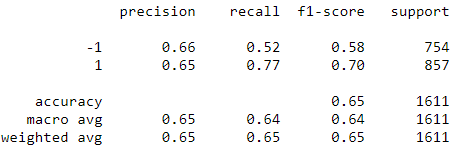 precision recall f1-score support
-1 0.66 0.52 0.58 754
1 0.65 0.77 0.70 857
accuracy 0.65 1611
macro avg 0.65 0.64 0.64 1611
weighted avg 0.65 0.65 0.65 1611